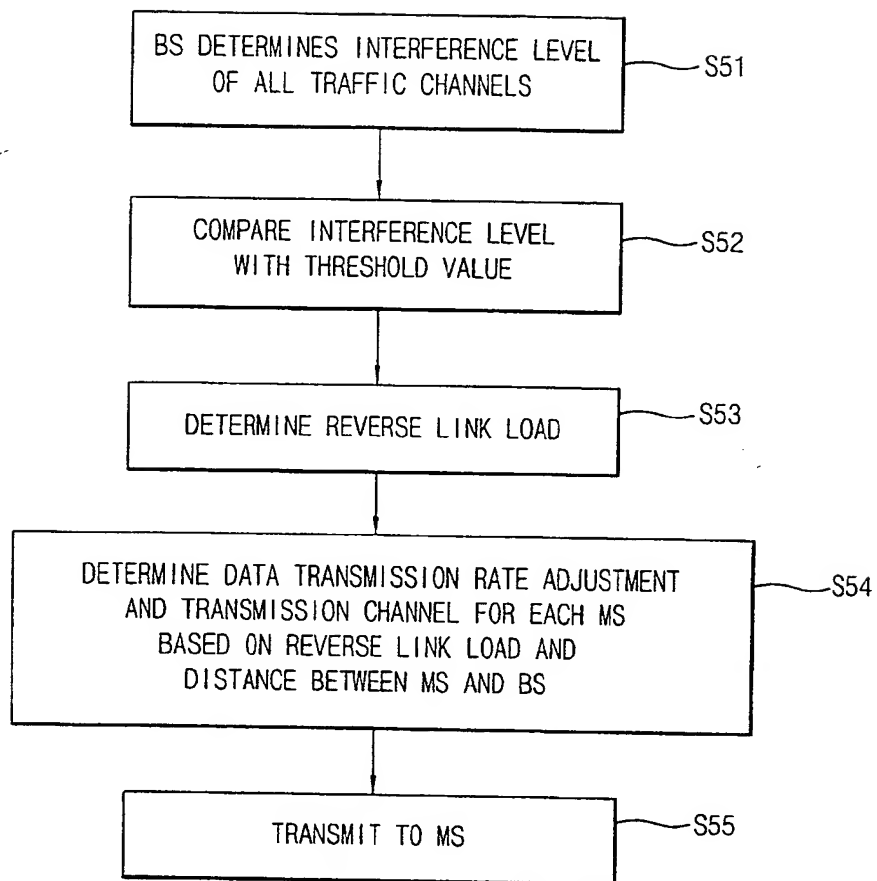 BS DETERMINES INTERFERENCE LEVEL
OF ALL TRAFFIC CHANNELS
S51
COMPARE INTERFERENCE LEVEL
WITH THRESHOLD VALUE
S52
DETERMINE REVERSE LINK LOAD
S53
DETERMINE DATA TRANSMISSION RATE ADJUSTMENT
AND TRANSMISSION CHANNEL FOR EACH MS
BASED ON REVERSE LINK LOAD AND
DISTANCE BETWEEN MS AND BS
S54
TRANSMIT TO MS
S55